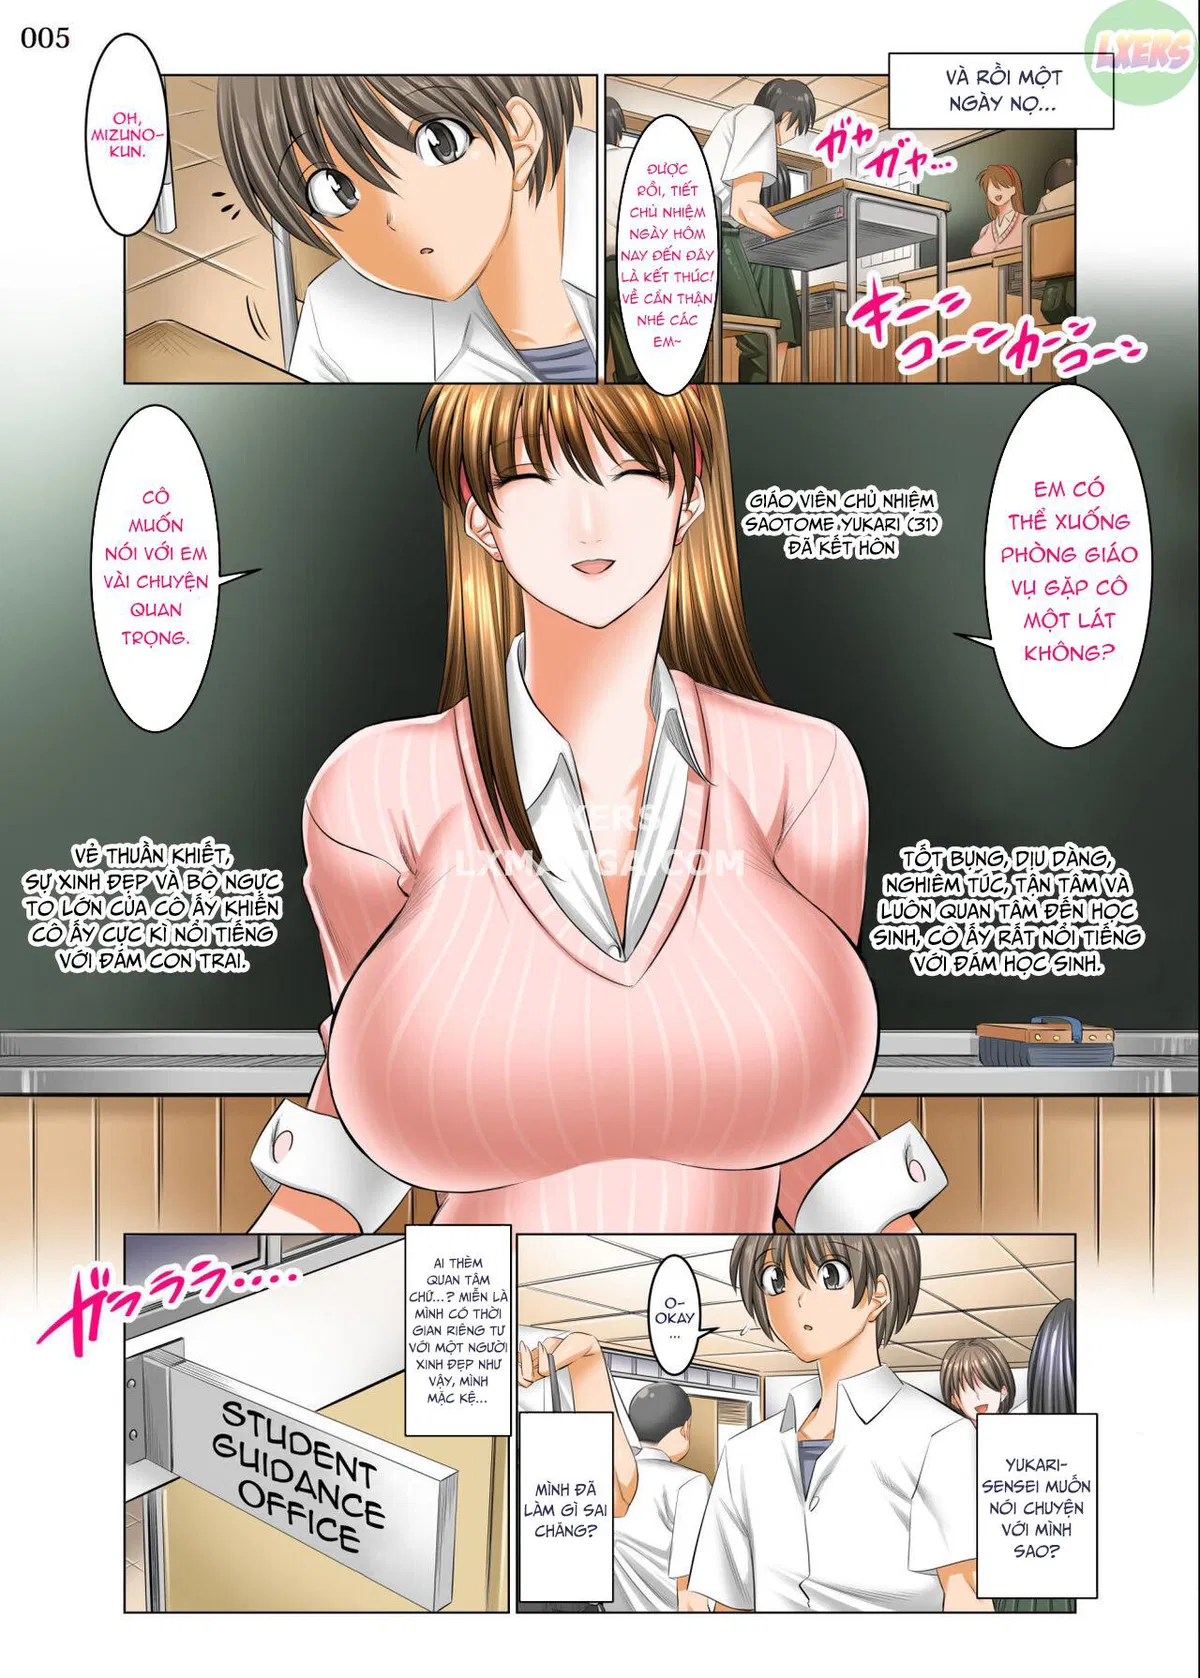 005
LXERS
VÀ RỒI MỘT
NGÀY NỌ...
ガヤ
ガヤ...
ĐƯỢC
RỒI, TIẾT
CHỦ NHIỆM
NGÀY HÔM
NAY ĐẾN ĐÂY
LÀ KẾT THÚC!
VỀ CẨN THẬN
NHÉ CÁC
EM~
キーン
コーン
カーン
コーン
OH,
MIZUNO-
KUN.
EM CÓ
THỂ XUỐNG
PHÒNG GIÁO
VỤ GẶP CÔ
MỘT LÁT
KHÔNG?
GIÁO VIÊN CHỦ NHIỆM
SAOTOME YUKARI (31)
ĐÃ KẾT HÔN
CÔ
MUỐN
NÓI VỚI EM
VÀI CHUYỆN
QUAN
TRỌNG.
LXERS
LXMANGA.COM
TỐT BỤNG, DỊU DÀNG,
NGHIÊM TÚC, TẬN TÂM VÀ
LUÔN QUAN TÂM ĐẾN HỌC
SINH, CÔ ẤY RẤT NỔI TIẾNG
VỚI ĐÁM HỌC SINH.
VẺ THUẦN KHIẾT,
SỰ XINH ĐẸP VÀ BỘ NGỰC
TO LỚN CỦA CÔ ẤY KHIẾN
CÔ ẤY CỰC KÌ NỔI TIẾNG
VỚI ĐÁM CON TRAI.
YUKARI-
SENSEI MUỐN
NÓI CHUYỆN
VỚI MÌNH
SAO?
O-
OKAY
...
MÌNH ĐÃ
LÀM GÌ SAI
CHĂNG?
AI THÈM
QUAN TÂM
CHỨ...? MIỄN LÀ
MÌNH CÓ THỜI
GIAN RIÊNG TƯ
VỚI MỘT NGƯỜI
XINH ĐẸP NHƯ
VẬY, MÌNH
MẶC KỆ...
ガラララ....
STUDENT
GUIDANCE
OFFICE